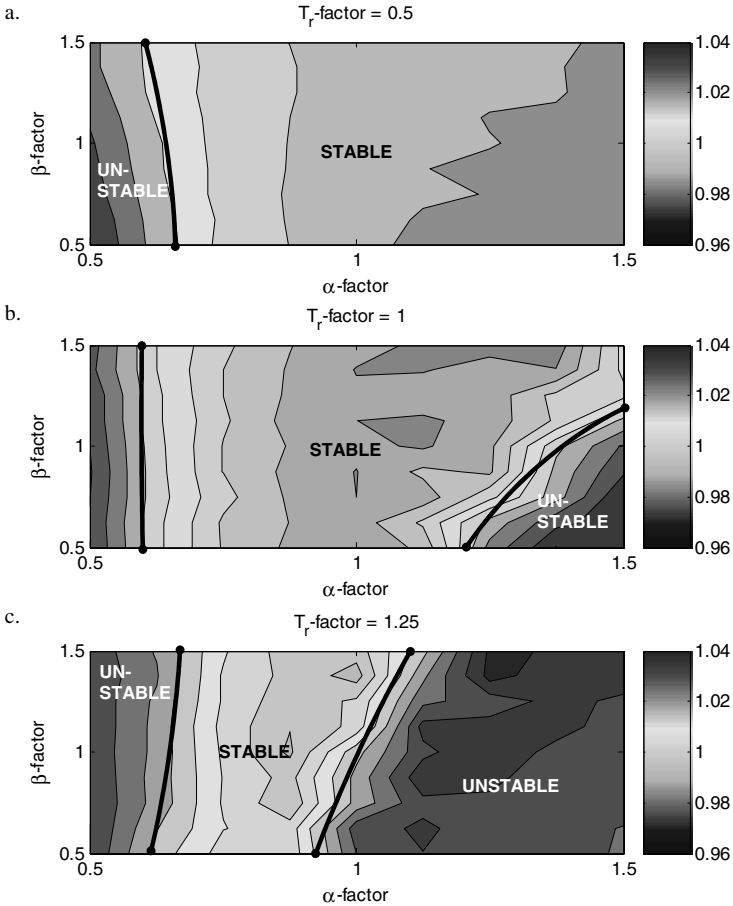 a.
T_r-factor = 0.5
1.5
1
0.5
β-factor
UN-
STABLE
STABLE
0.5 1 1.5
α-factor
1.04
1.02
1
0.98
0.96
b.
T_r-factor = 1
1.5
1
0.5
β-factor
STABLE
UN-
STABLE
0.5 1 1.5
α-factor
1.04
1.02
1
0.98
0.96
c.
T_r-factor = 1.25
1.5
1
0.5
β-factor
UN-
STABLE
STABLE
UNSTABLE
0.5 1 1.5
α-factor
1.04
1.02
1
0.98
0.96